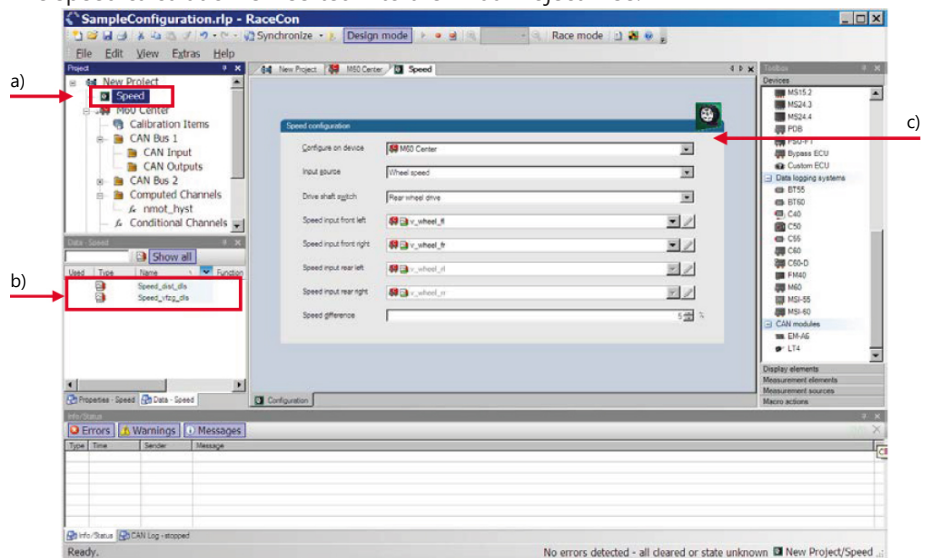 SampleConfiguration.rlp - RaceCon
Synchronize
Design mode
Race mode
File Edit View Extras Help
Project
New Project
Speed
M60 Center
Calibration Items
CAN Bus 1
CAN Input
CAN Outputs
CAN Bus 2
Computed Channels
nmot_hyst
Conditional Channels
a)
Data - Speed
Show all
Used Type Name Function
b)
Speed_dist_dls
Speed_vfzg_dls
Properties - Speed Data - Speed
New Project M60 Center Speed
Speed configuration
c)
Configure on device M60 Center
Input source Wheel speed
Drive shaft switch Rear wheel drive
Speed input front left v_wheel_fl
Speed input front right v_wheel_fr
Speed input rear left v_wheel_rl
Speed input rear right v_wheel_rr
Speed difference 5 %
Configuration
Toolbox
Devices
MS15.2
MS24.3
MS24.4
PDB
Bypass ECU
Custom ECU
Data logging systems
BT55
BT60
C40
C50
C55
C60
C60-D
FM40
M60
MSI-55
MSI-60
CAN modules
EM-A6
LT4
Display elements
Measurement elements
Measurement sources
Macro actions
Info/Status
Errors Warnings Messages
Type Time Sender Message
Info/Status CAN Log - stopped
Ready.
No errors detected - all cleared or state unknown New Project/Speed